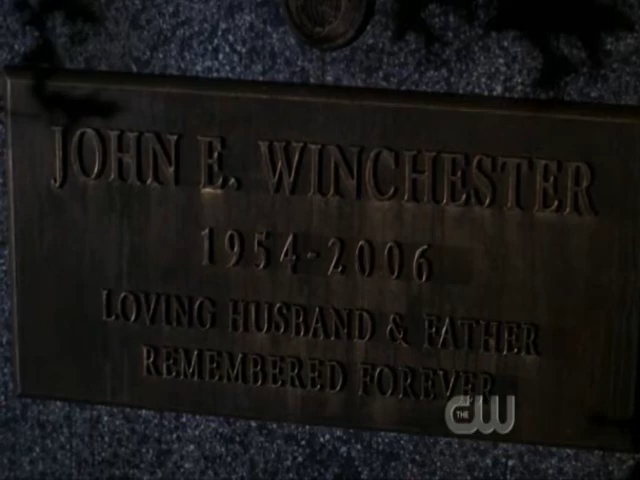 JOHN E. WINCHESTER
1954-2006
LOVING HUSBAND & FATHER
REMEMBERED FOREVER
THE CW